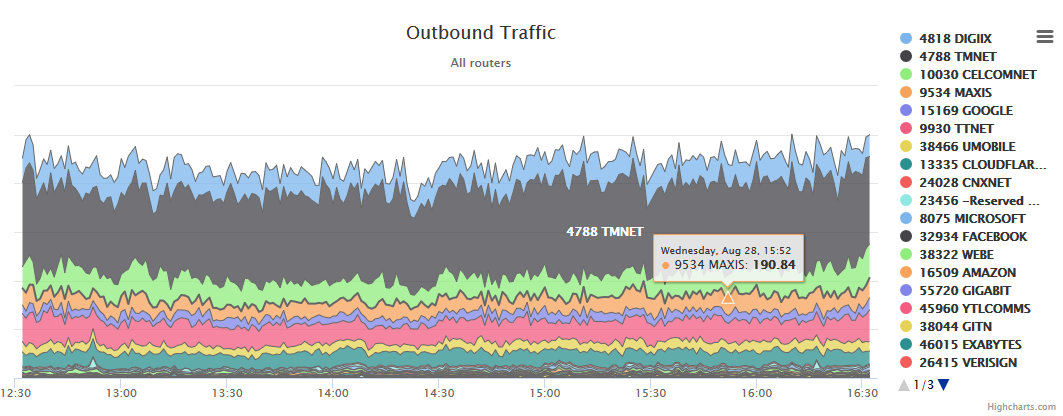 Outbound Traffic
All routers
4788 TMNET
Wednesday, Aug 28, 15:52
9534 MAXIS: 190.84
12:30 13:00 13:30 14:00 14:30 15:00 15:30 16:00 16:30
4818 DIGIIX
4788 TMNET
10030 CELCOMNET
9534 MAXIS
15169 GOOGLE
9930 TTNET
38466 UMOBILE
13335 CLOUDFLAR...
24028 CNXNET
23456 -Reserved ...
8075 MICROSOFT
32934 FACEBOOK
38322 WEBE
16509 AMAZON
55720 GIGABIT
45960 YTLCOMMS
38044 GITN
46015 EXABYTES
26415 VERISIGN
1/3
Highcharts.com